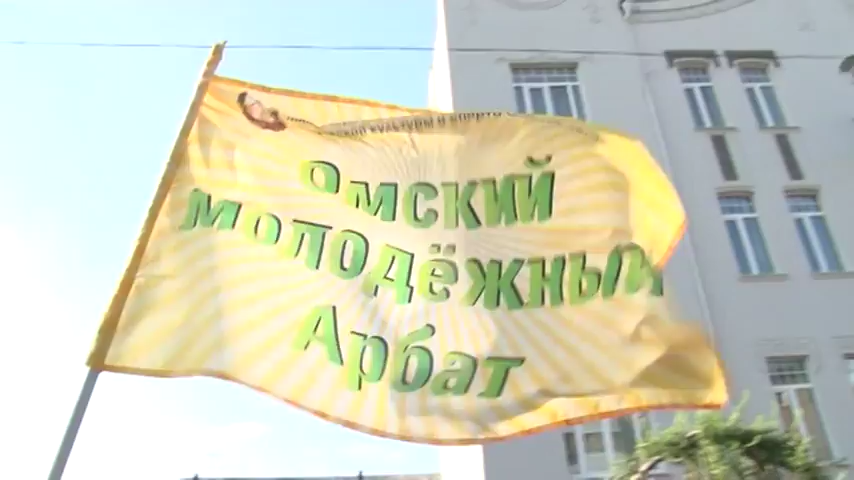 Омский
молодёжный
Арбат